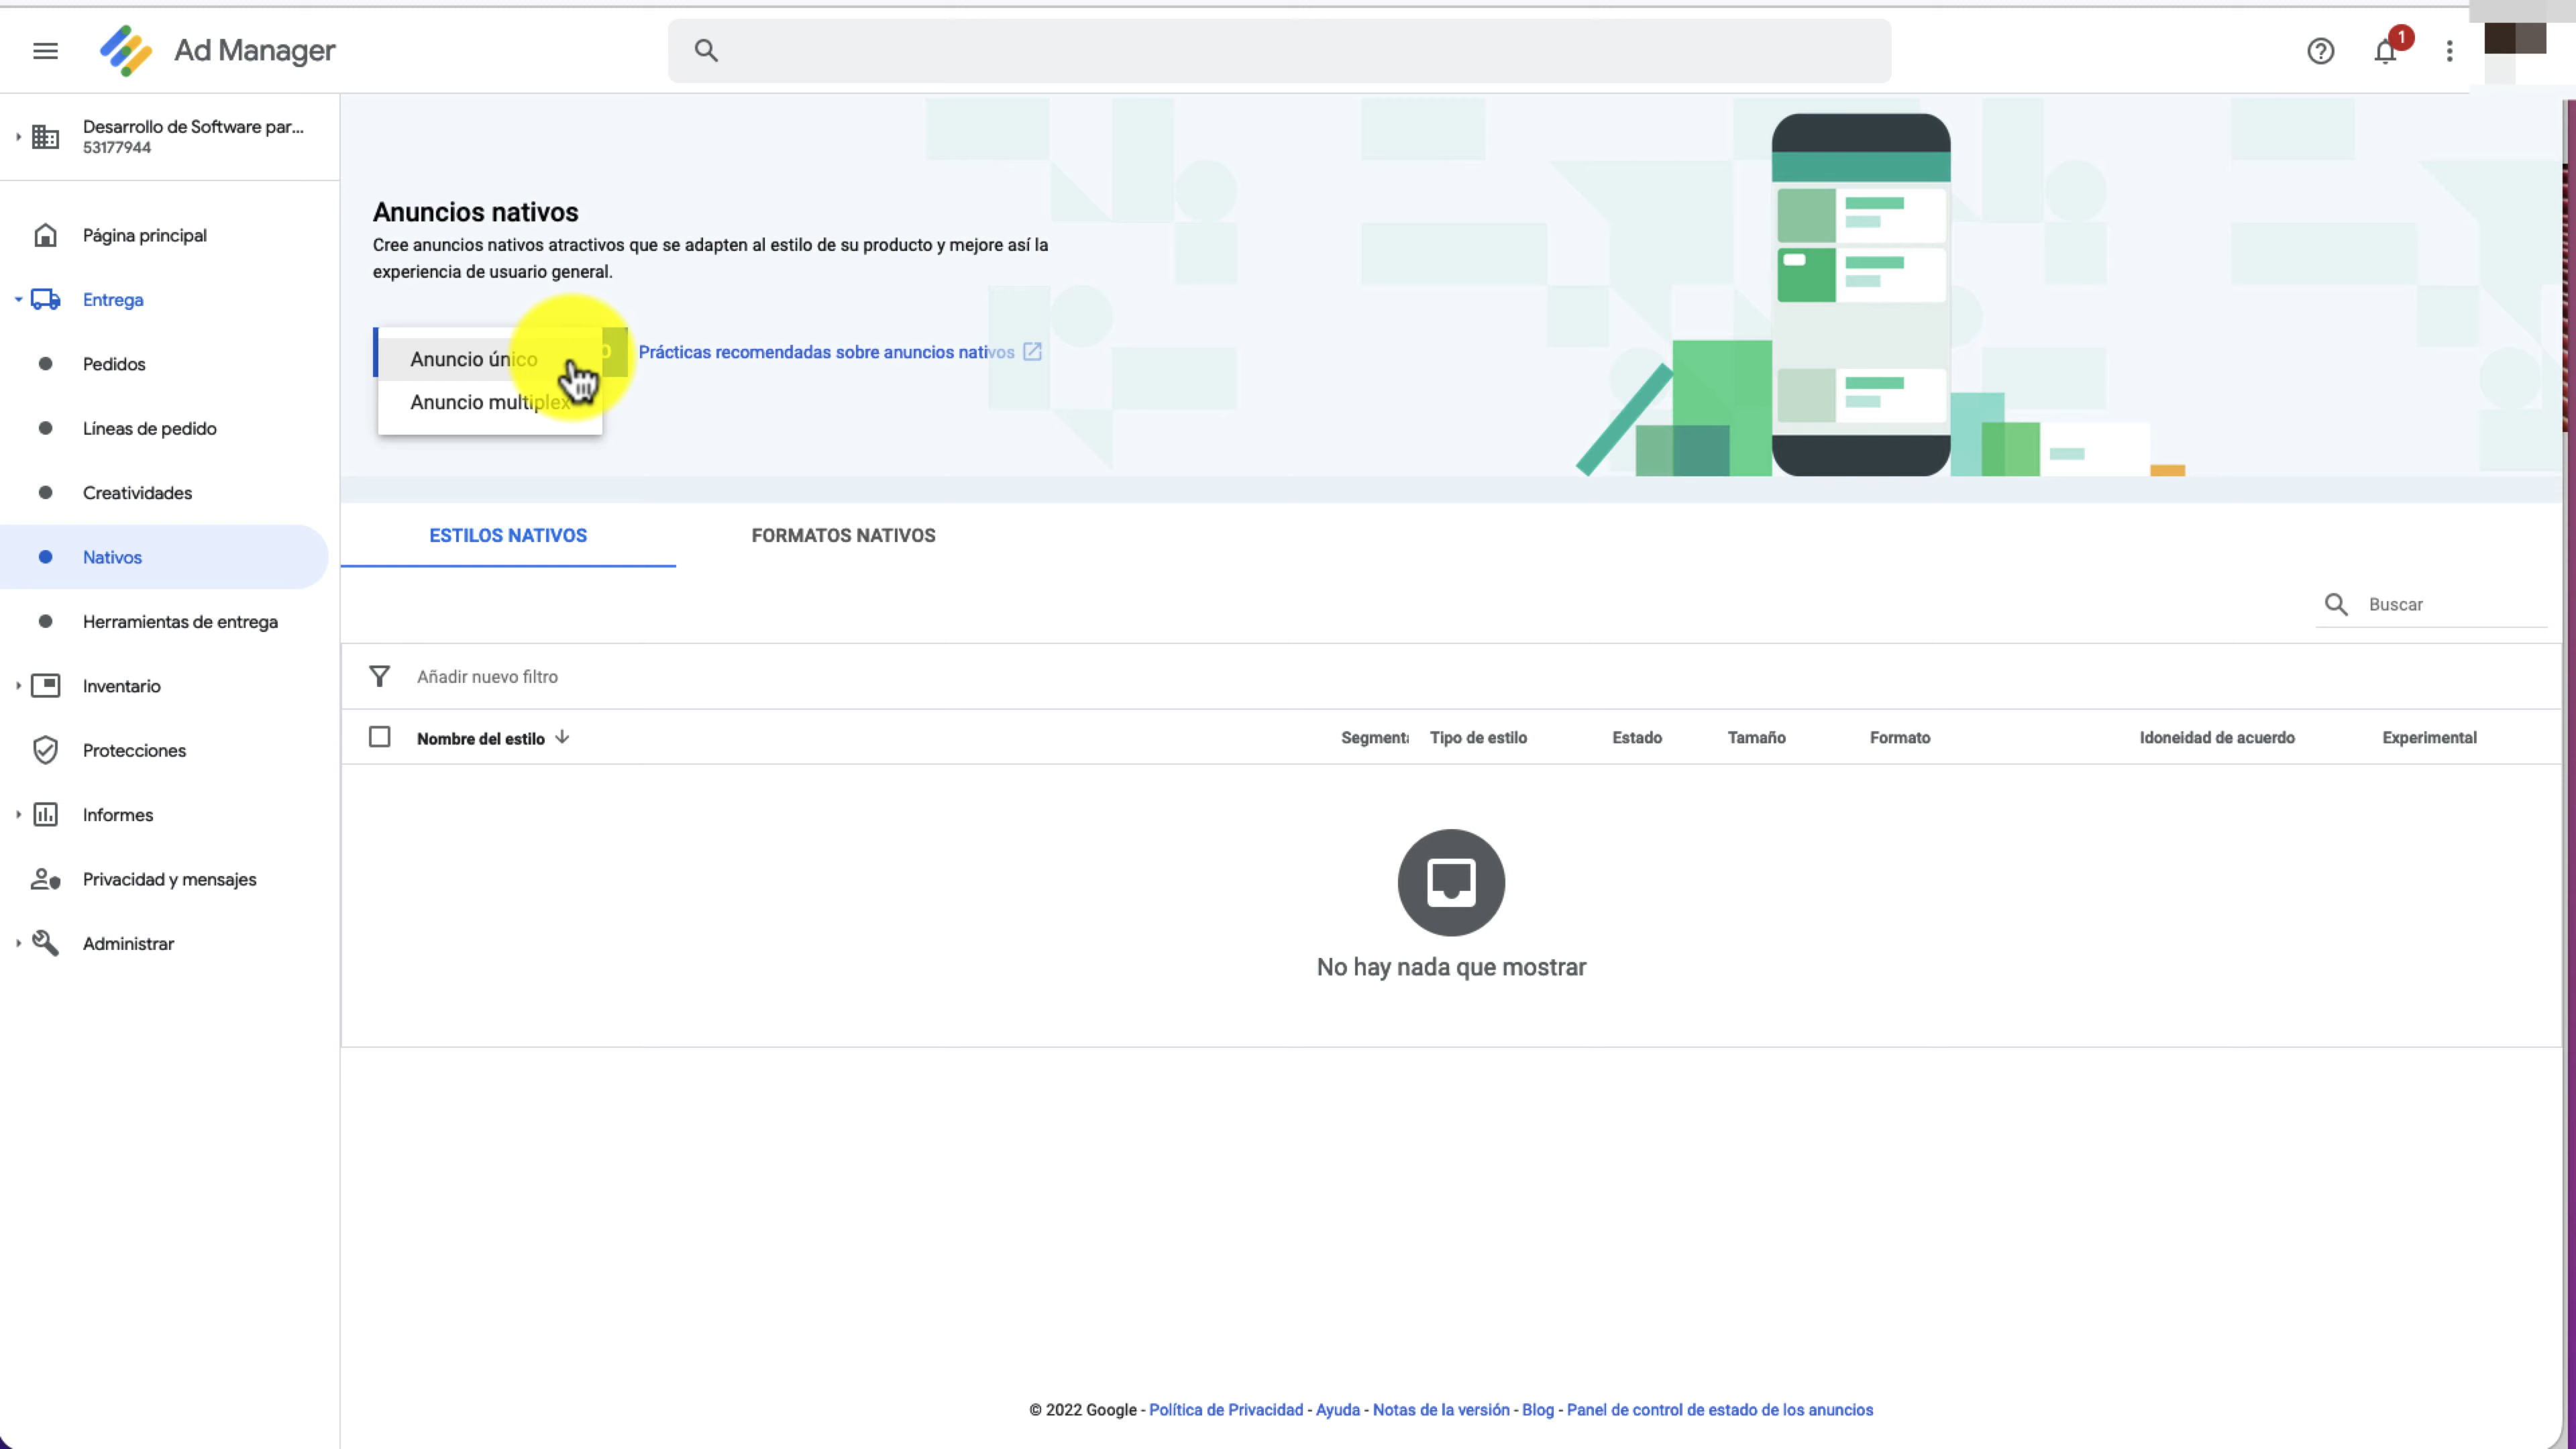 Ad Manager
1
Desarrollo de Software par...
53177944
Página principal
Entrega
Pedidos
Líneas de pedido
Creatividades
Nativos
Herramientas de entrega
Inventario
Protecciones
Informes
Privacidad y mensajes
Administrar
Anuncios nativos
Cree anuncios nativos atractivos que se adapten al estilo de su producto y mejore así la
experiencia de usuario general.
Anuncio único
O
Prácticas recomendadas sobre anuncios nativos
Anuncio multiplex
ESTILOS NATIVOS
FORMATOS NATIVOS
Buscar
Añadir nuevo filtro
Nombre del estilo
Segmenta
Tipo de estilo
Estado
Tamaño
Formato
Idoneidad de acuerdo
Experimental
No hay nada que mostrar
© 2022 Google - Política de Privacidad - Ayuda - Notas de la versión - Blog - Panel de control de estado de los anuncios